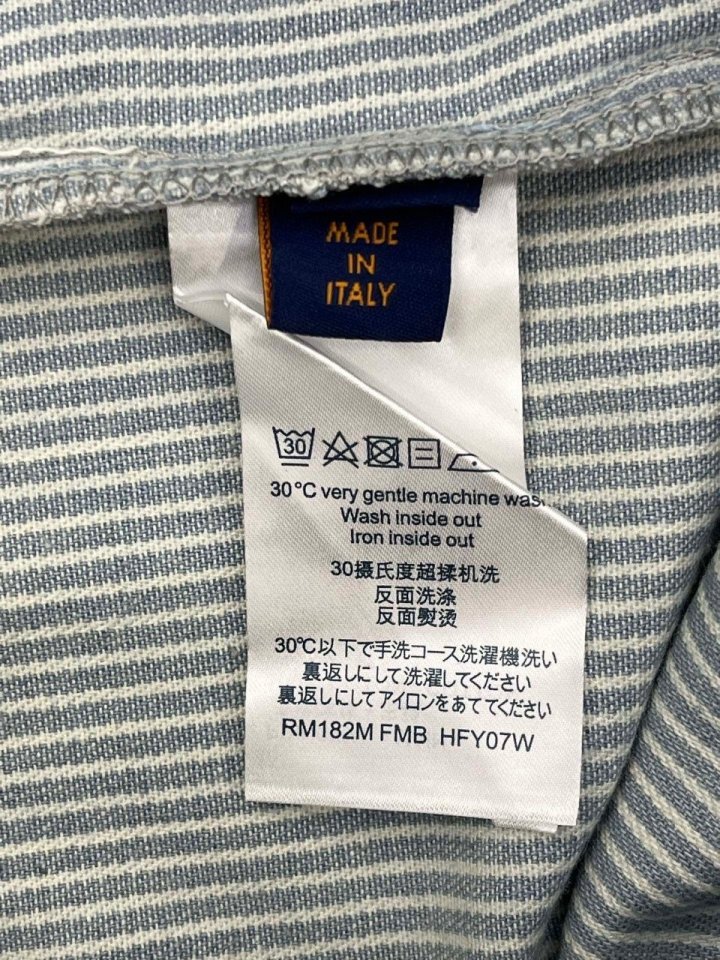 MADE
IN
ITALY
30
30°C very gentle machine
Wash inside out
Iron inside out
30摄氏度超揉机洗
反面洗涤
反面熨烫
30℃以下で手洗コース洗濯機洗い
裏返しにして洗濯してください
裏返しにしてアイロンをあててください
RM182M FMB HFY07W